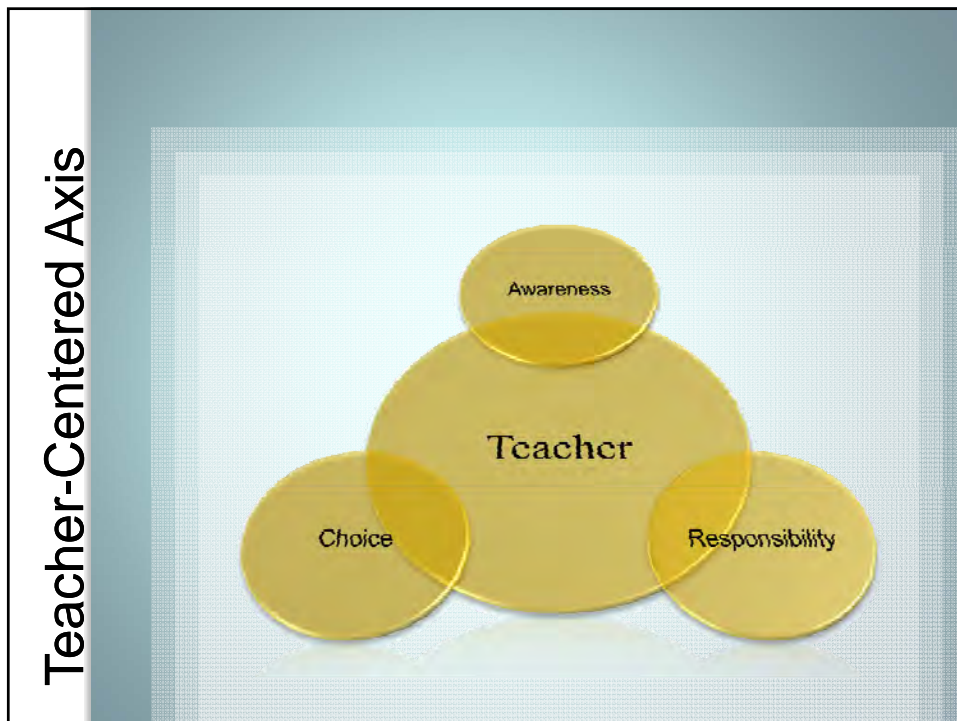 Teacher-Centered Axis
Awareness
Teacher
Choice
Responsibility